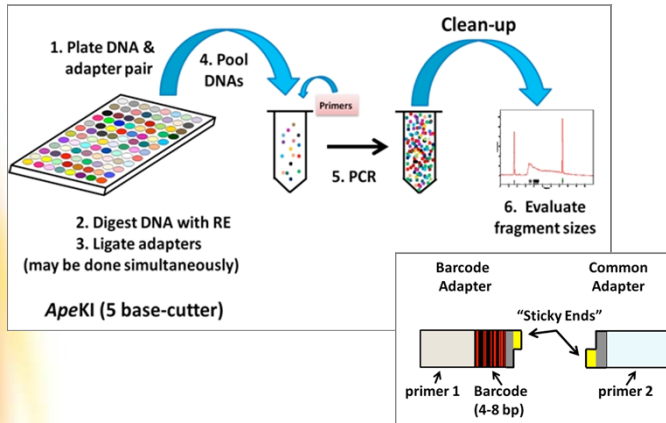 Clean-up
1. Plate DNA &
adapter pair
4. Pool
DNAs
Primers
5. PCR
2. Digest DNA with RE
3. Ligate adapters
(may be done simultaneously)
6. Evaluate
fragment sizes
ApeKI (5 base-cutter)
Barcode
Adapter
Common
Adapter
“Sticky Ends”
primer 1
Barcode
(4-8 bp)
primer 2